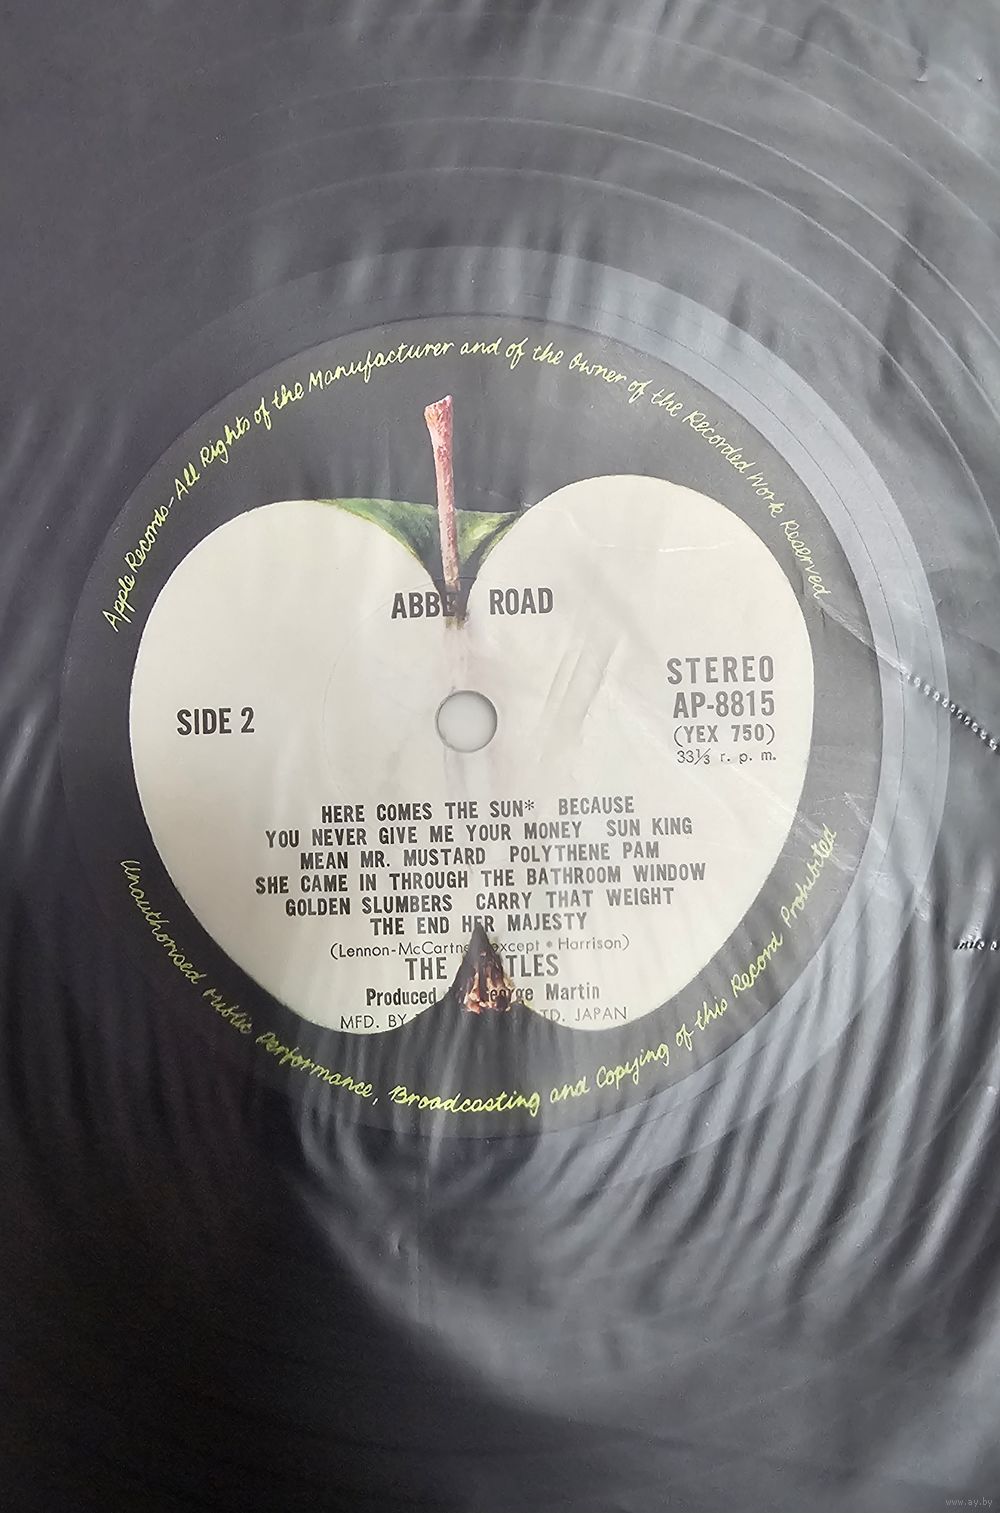 Apple Records-All Rights of the Manufacturer and of the Owner of the Recorded Work Reserved
ABBEY ROAD
STEREO
AP-8815
SIDE 2
(YEX 750)
33⅓ r. p. m.
HERE COMES THE SUN* BECAUSE
YOU NEVER GIVE ME YOUR MONEY SUN KING
MEAN MR. MUSTARD POLYTHENE PAM
SHE CAME IN THROUGH THE BATHROOM WINDOW
GOLDEN SLUMBERS CARRY THAT WEIGHT
THE END HER MAJESTY
(Lennon-McCartney except * Harrison)
THE BEATLES
Produced by George Martin
MFD. BY LTD. JAPAN
Unauthorised Public Performance, Broadcasting and Copying of this Record Prohibited
www.ay.by